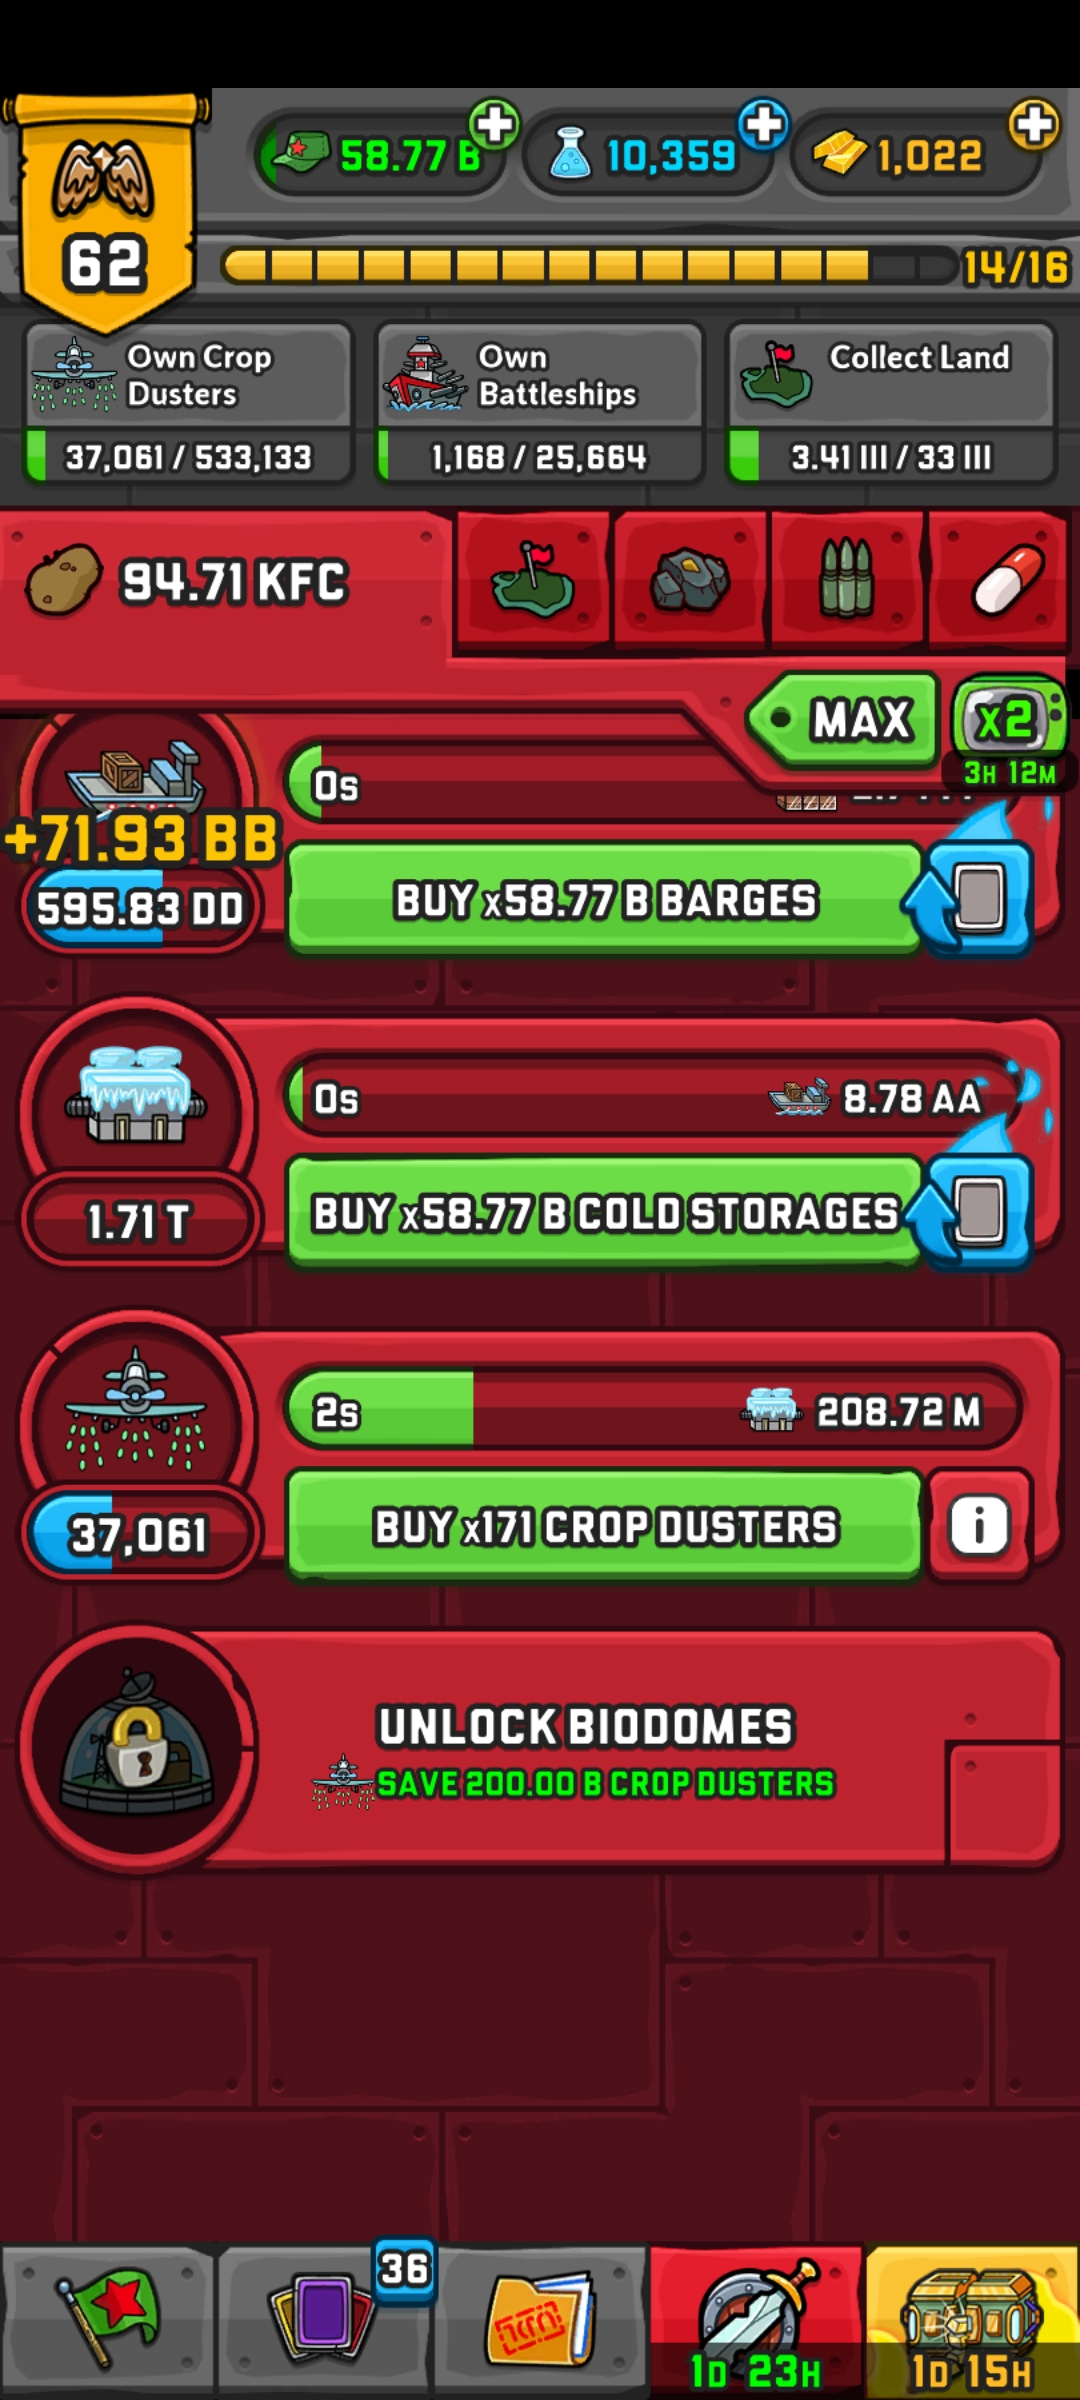 58.77 B
10,359
1,022
62
14/16
Own Crop Dusters
Own Battleships
Collect Land
37,061 / 533,133
1,168 / 25,664
3.41 III / 33 III
94.71 KFC
MAX
x2
3H 12M
0s
+71.93 BB
595.83 DD
BUY x58.77 B BARGES
0s
8.78 AA
1.71 T
BUY x58.77 B COLD STORAGES
2s
208.72 M
37,061
BUY x171 CROP DUSTERS
i
UNLOCK BIODOMES
SAVE 200.00 B CROP DUSTERS
36
1D 23H
1D 15H